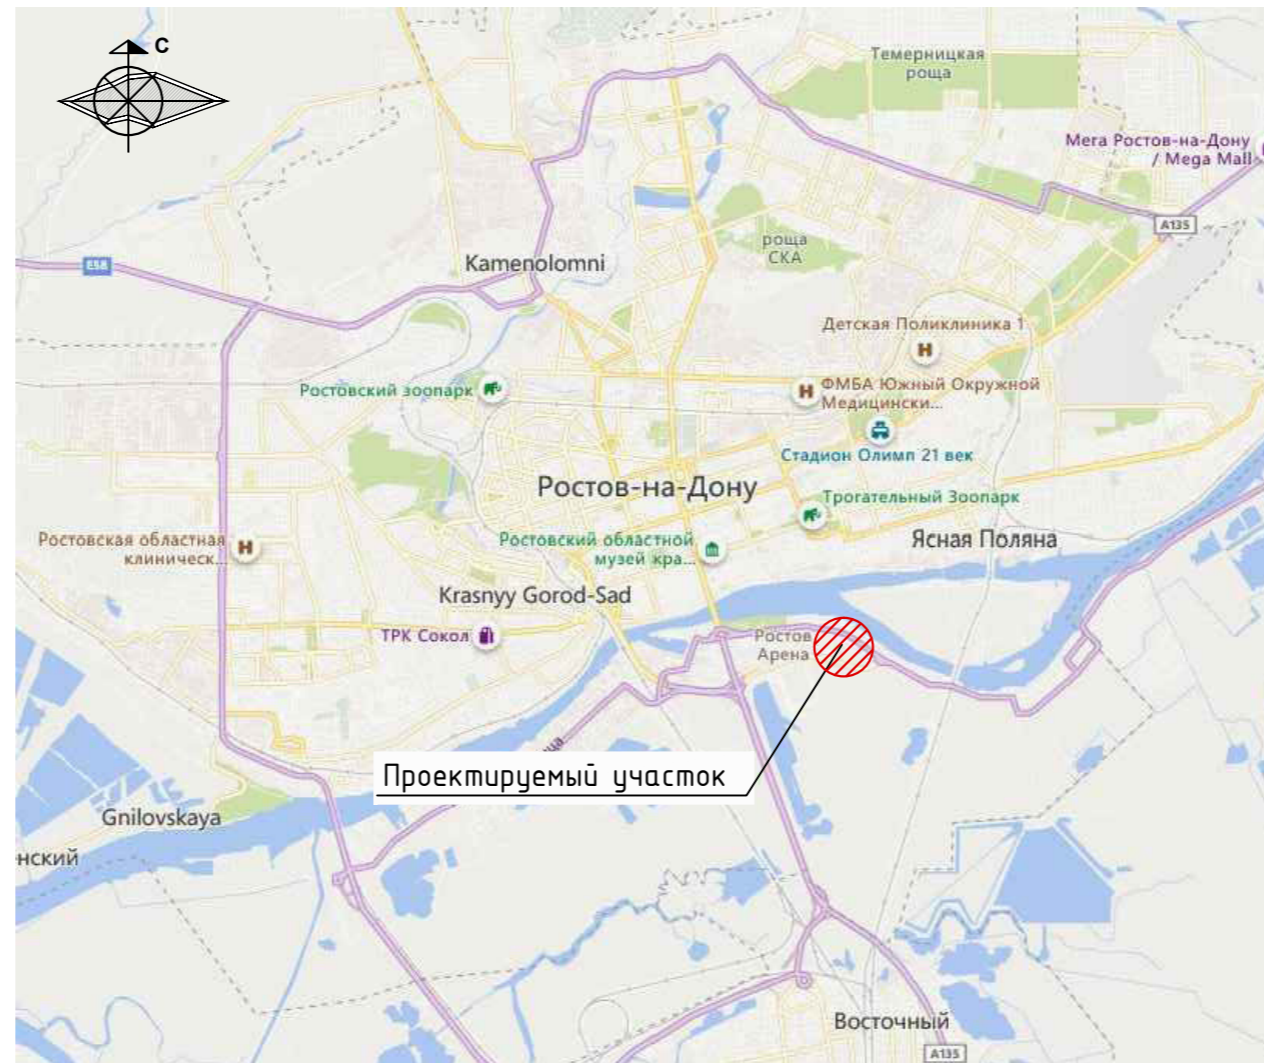 С
Темерницкая
роща
Мега Ростов-на-Дону
/ Mega Mall
A135
роща
СКА
Kamenolomni
E58
Детская Поликлиника 1
Ростовский зоопарк
ФМБА Южный Окружной
Медицински...
Стадион Олимп 21 век
Ростов-на-Дону
Трогательный Зоопарк
Ростовская областная
клиническ...
Ростовский областной
музей кра...
Ясная Поляна
Krasnyy Gorod-Sad
ТРК Сокол
Ростов
Арена
Проектируемый участок
Gnilovskaya
нский
Восточный
A135